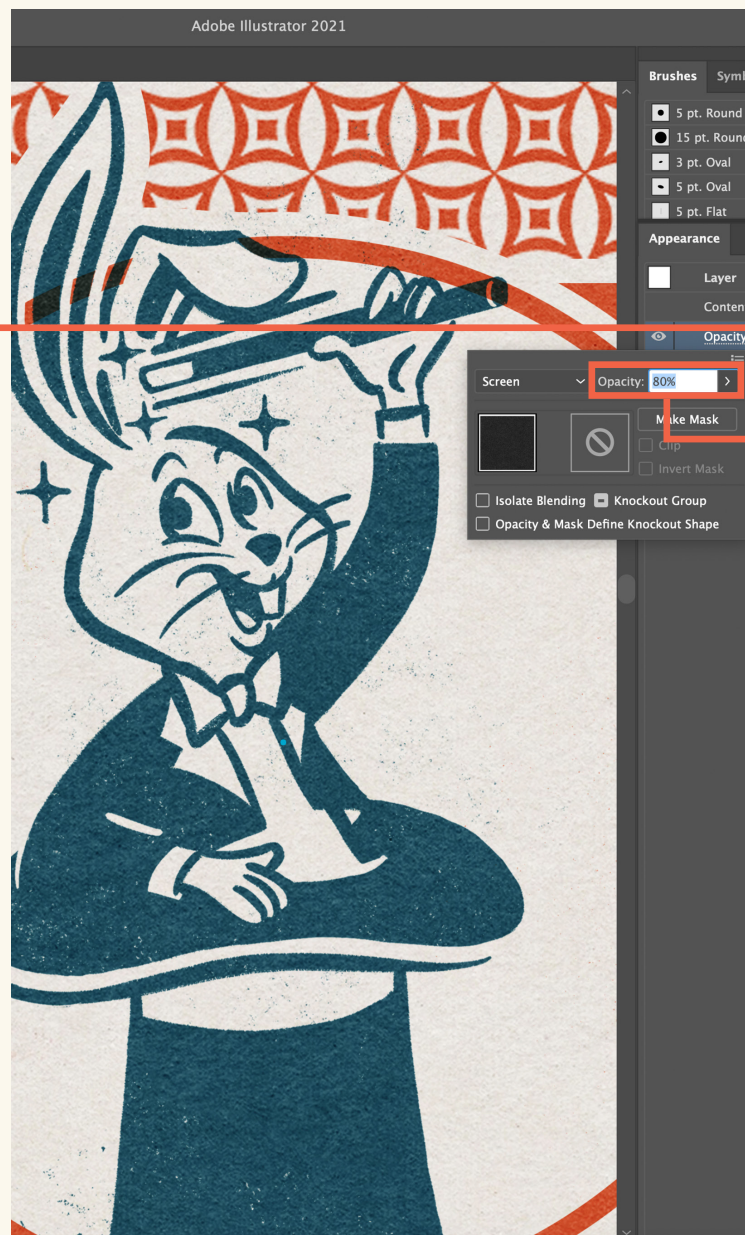 Adobe Illustrator 2021
Brushes
5 pt. Round
15 pt. Round
3 pt. Oval
5 pt. Oval
5 pt. Flat
Appearance
Layer
Opacity
Screen
Opacity: 80%
Make Mask
Clip
Invert Mask
Isolate Blending
Knockout Group
Opacity & Mask Define Knockout Shape